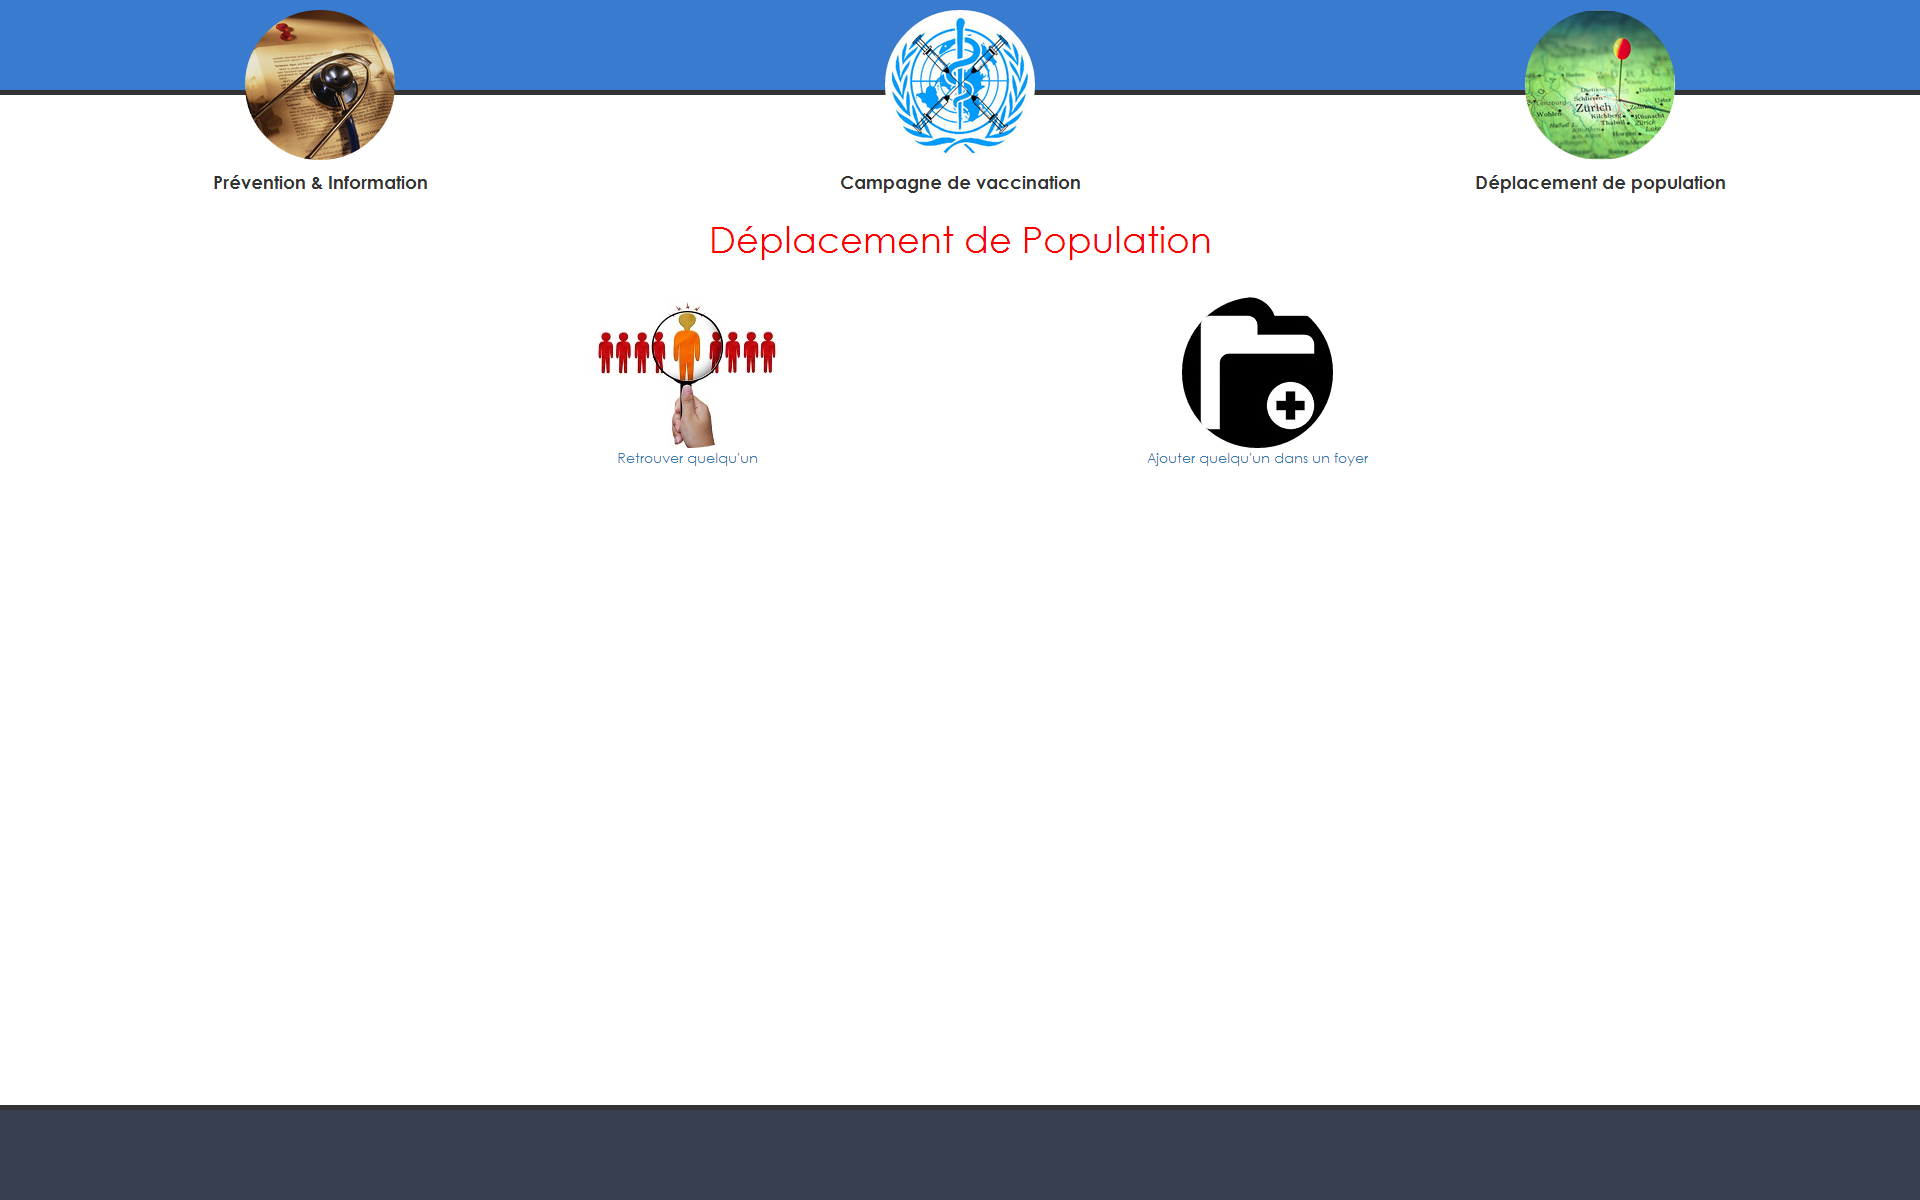 Prévention & Information
Campagne de vaccination
Zürich
Déplacement de population
Déplacement de Population
Retrouver quelqu'un
Ajouter quelqu'un dans un foyer